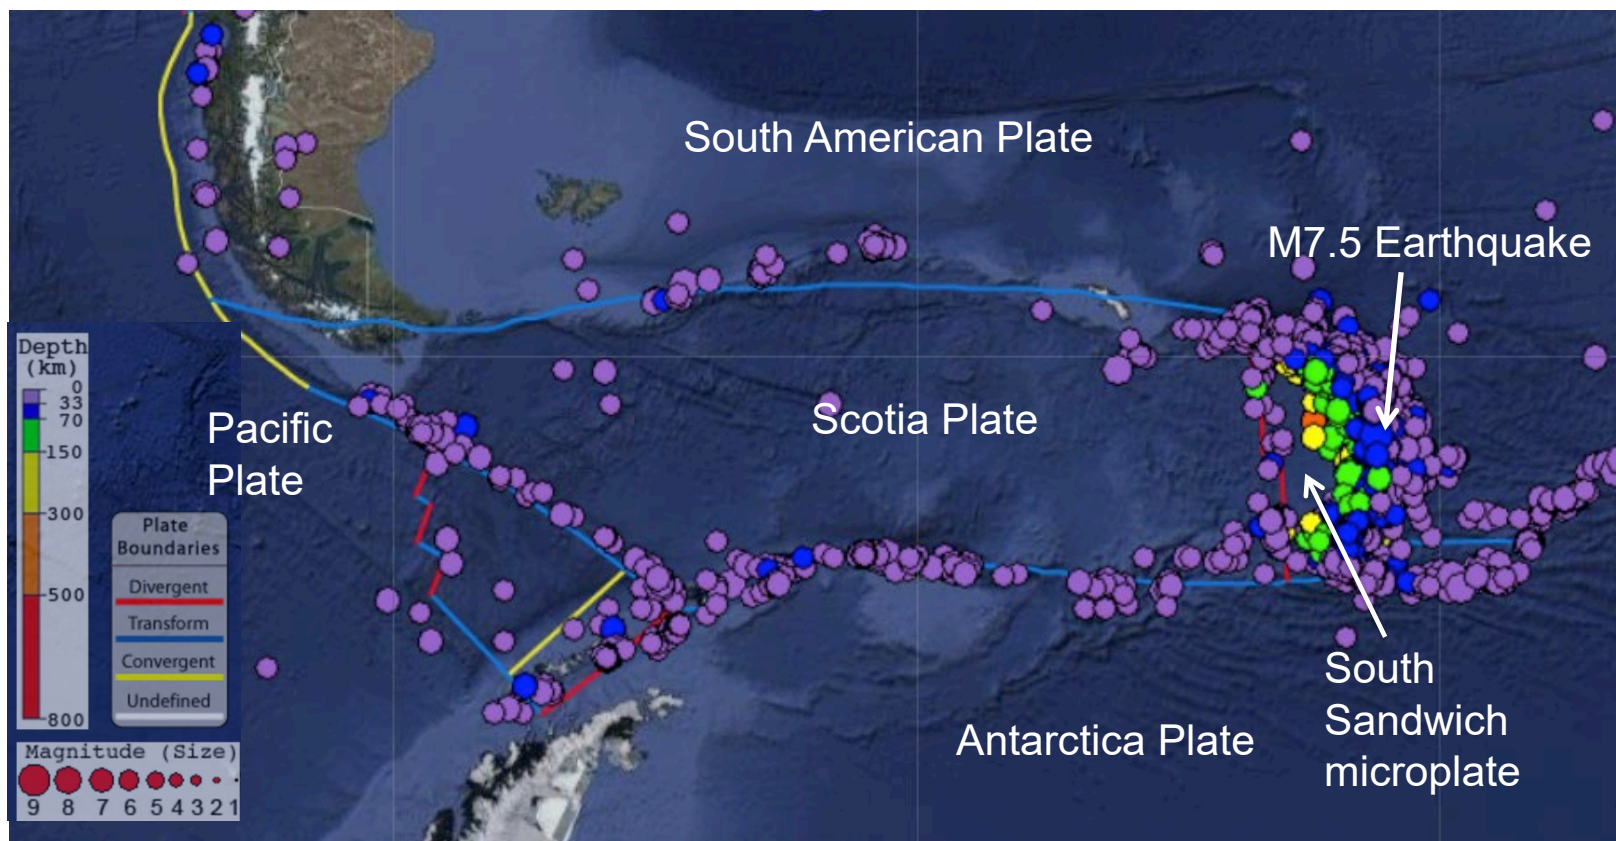 South American Plate
M7.5 Earthquake
Scotia Plate
Pacific
Plate
South
Sandwich
microplate
Antarctica Plate
Depth
(km)
0
33
70
150
300
500
800
Plate
Boundaries
Divergent
Transform
Convergent
Undefined
Magnitude (Size)
9 8 7 6 5 4 3 2 1